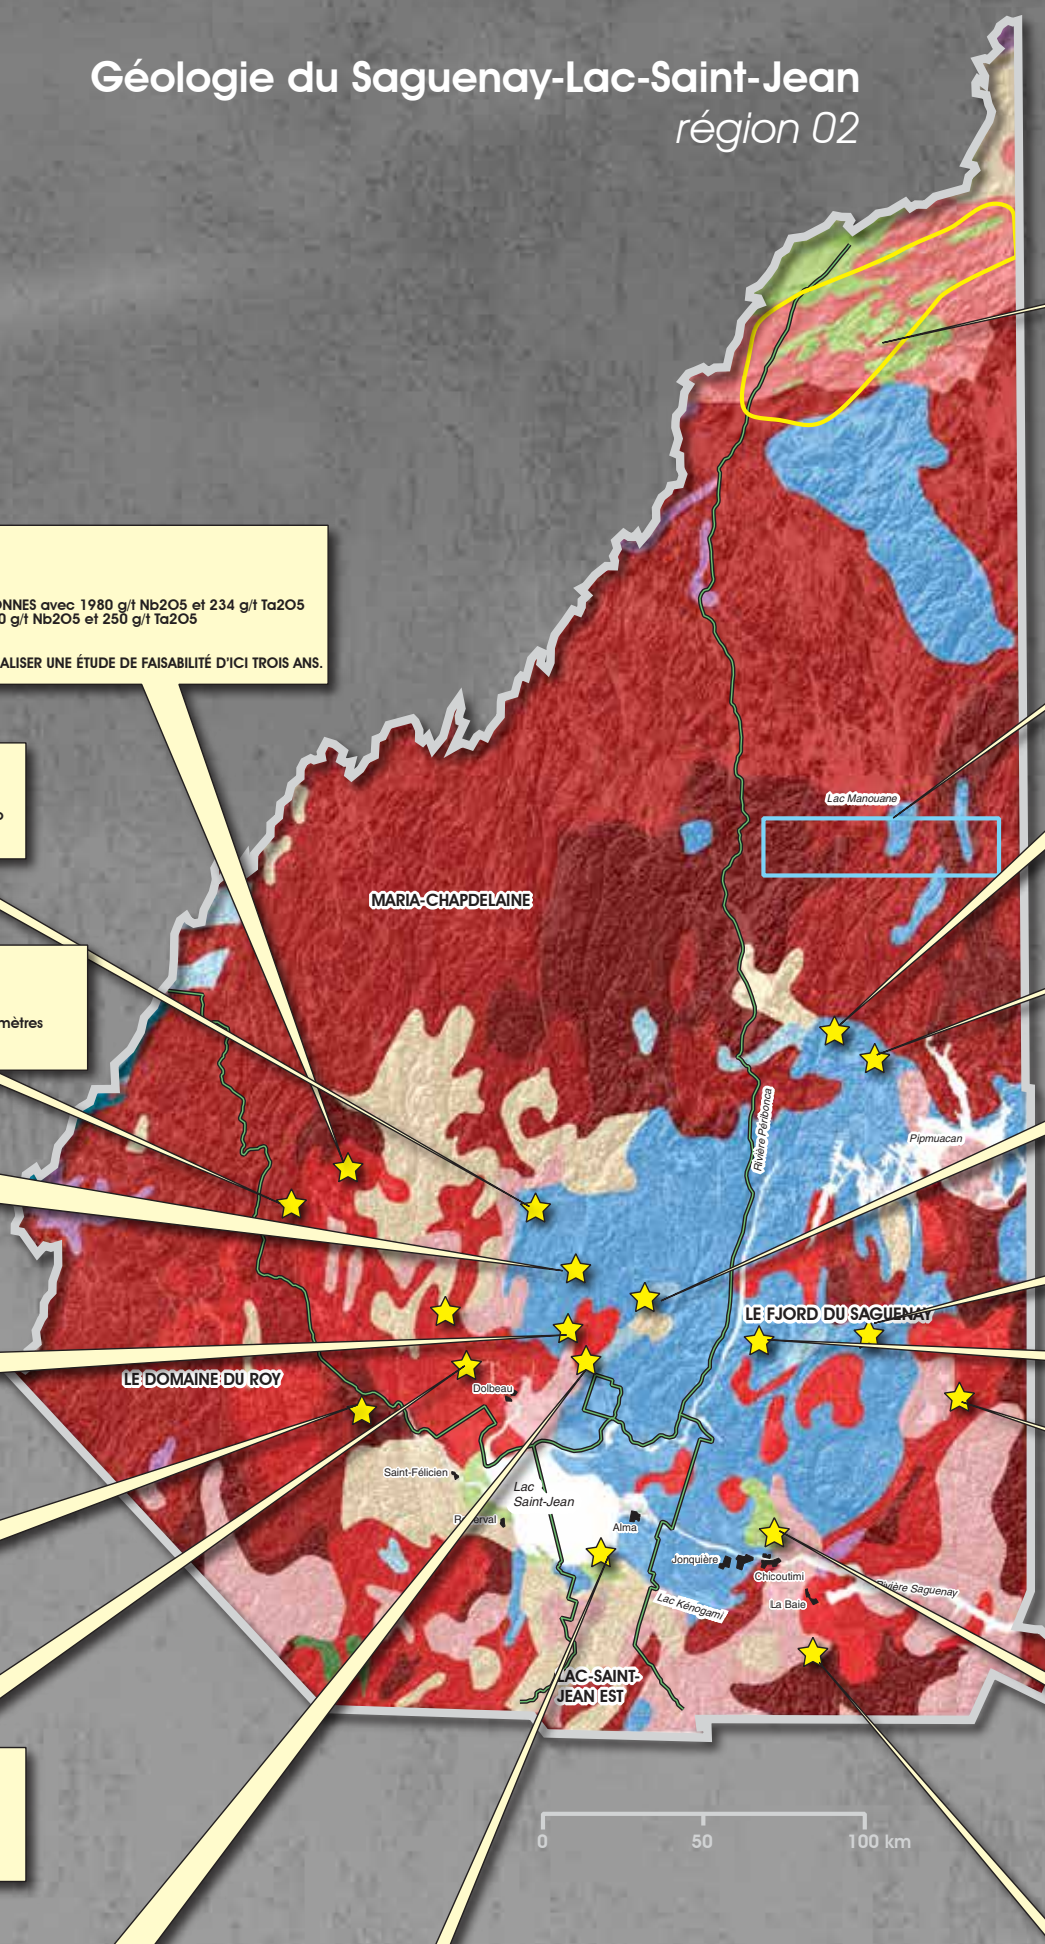 Géologie du Saguenay-Lac-Saint-Jean
région 02
ONNES avec 1980 g/t Nb2O5 et 234 g/t Ta2O5
0 g/t Nb2O5 et 250 g/t Ta2O5
ALISER UNE ÉTUDE DE FAISABILITÉ D'ICI TROIS ANS.
Lac Manouane
MARIA-CHAPDELAINE
mètres
Rivière Péribonca
Pipmuacan
LE FJORD DU SAGUENAY
LE DOMAINE DU ROY
Dolbeau
Saint-Félicien
Lac
Saint-Jean
Alma
Jonquière
Chicoutimi
Rivière Saguenay
La Baie
Lac Kénogami
LAC-SAINT-
JEAN EST
0 50 100 km